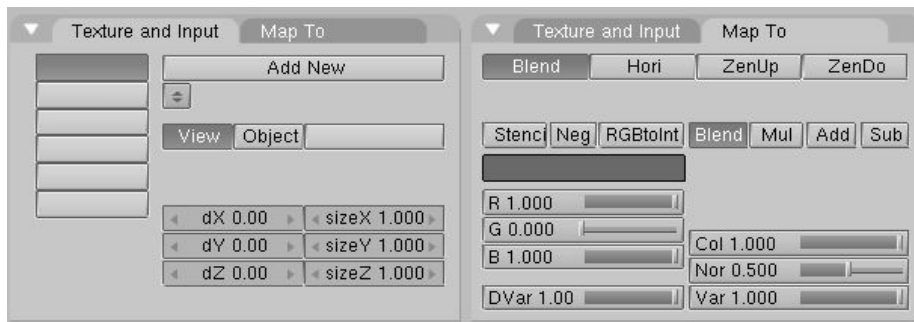 Texture and Input Map To
Add New
View Object
dX 0.00 sizeX 1.000
dY 0.00 sizeY 1.000
dZ 0.00 sizeZ 1.000
Texture and Input Map To
Blend Hori ZenUp ZenDo
Stenci Neg RGBtoInt Blend Mul Add Sub
R 1.000
G 0.000
B 1.000
Col 1.000
Nor 0.500
DVar 1.00 Var 1.000